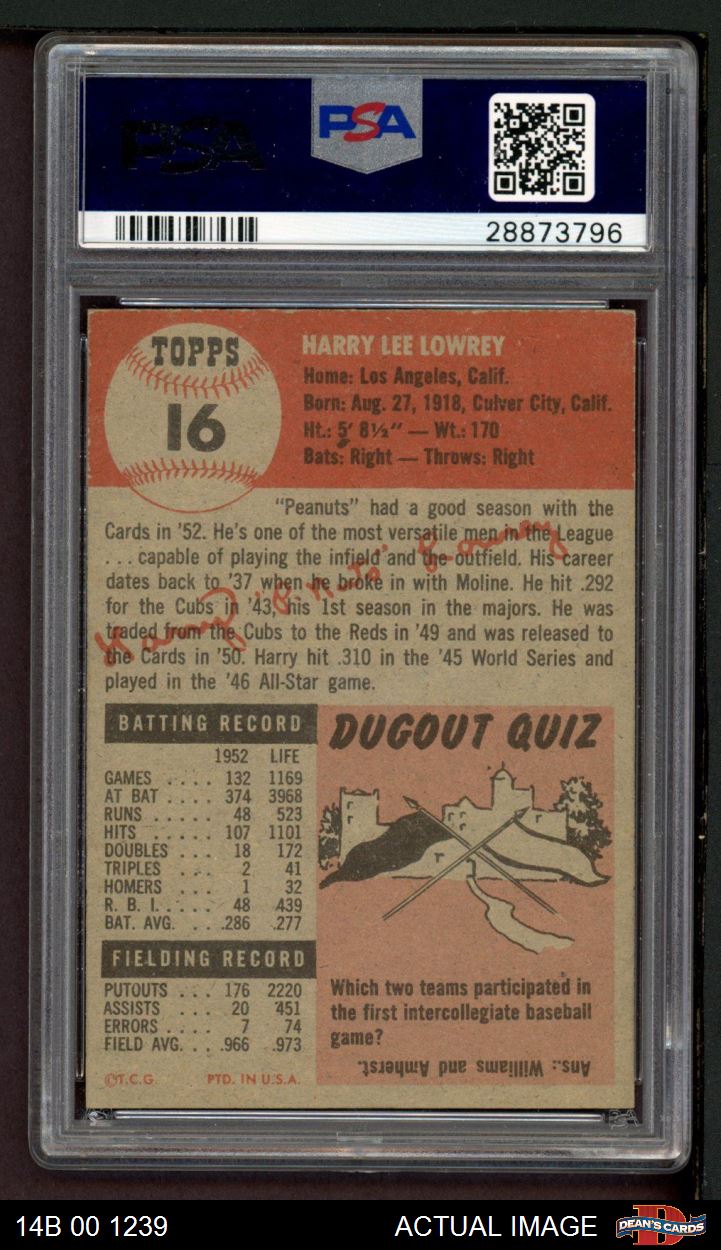 PSA
PSA
28873796
TOPPS
16
HARRY LEE LOWREY
Home: Los Angeles, Calif.
Born: Aug. 27, 1918, Culver City, Calif.
Ht.: 5' 8½" — Wt.: 170
Bats: Right — Throws: Right
"Peanuts" had a good season with the
Cards in '52. He's one of the most versatile men in the League
... capable of playing the infield and the outfield. His career
dates back to '37 when he broke in with Moline. He hit .292
for the Cubs in '43, his 1st season in the majors. He was
traded from the Cubs to the Reds in '49 and was released to
the Cards in '50. Harry hit .310 in the '45 World Series and
played in the '46 All-Star game.
Harry "P. Nuts" Lowrey
BATTING RECORD
1952 LIFE
GAMES .... 132 1169
AT BAT .... 374 3968
RUNS ..... 48 523
HITS ..... 107 1101
DOUBLES ... 18 172
TRIPLES ... 2 41
HOMERS ... 1 32
R. B. I. .... 48 439
BAT. AVG. .. .286 .277
FIELDING RECORD
PUTOUTS ... 176 2220
ASSISTS ... 20 451
ERRORS ... 7 74
FIELD AVG. .. .966 .973
©T.C.G. PTD. IN U.S.A.
DUGOUT QUIZ
Which two teams participated in
the first intercollegiate baseball
game?
Ans.: Williams and Amherst.
PSA
14B 00 1239 ACTUAL IMAGE DEAN'S CARDS